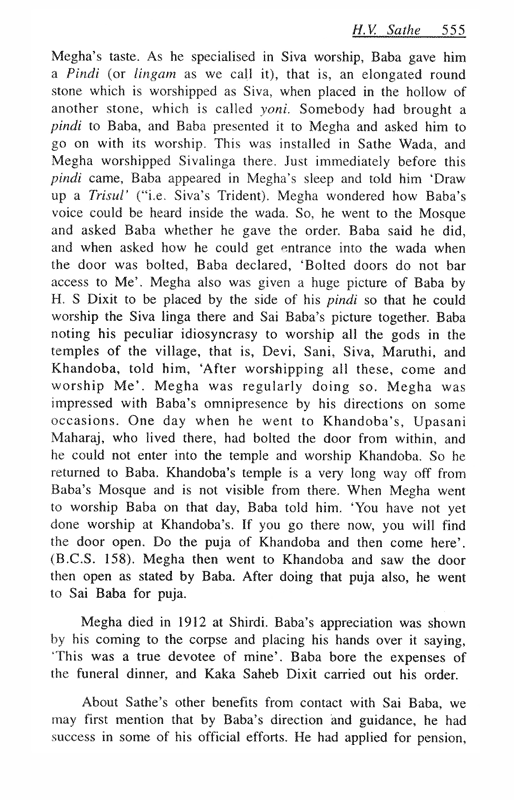 H.V. Sathe 555
Megha's taste. As he specialised in Siva worship, Baba gave him
a Pindi (or lingam as we call it), that is, an elongated round
stone which is worshipped as Siva, when placed in the hollow of
another stone, which is called yoni. Somebody had brought a
pindi to Baba, and Baba presented it to Megha and asked him to
go on with its worship. This was installed in Sathe Wada, and
Megha worshipped Sivalinga there. Just immediately before this
pindi came, Baba appeared in Megha's sleep and told him 'Draw
up a Trisul' ("i.e. Siva's Trident). Megha wondered how Baba's
voice could be heard inside the wada. So, he went to the Mosque
and asked Baba whether he gave the order. Baba said he did,
and when asked how he could get entrance into the wada when
the door was bolted, Baba declared, 'Bolted doors do not bar
access to Me'. Megha also was given a huge picture of Baba by
H. S Dixit to be placed by the side of his pindi so that he could
worship the Siva linga there and Sai Baba's picture together. Baba
noting his peculiar idiosyncrasy to worship all the gods in the
temples of the village, that is, Devi, Sani, Siva, Maruthi, and
Khandoba, told him, 'After worshipping all these, come and
worship Me'. Megha was regularly doing so. Megha was
impressed with Baba's omnipresence by his directions on some
occasions. One day when he went to Khandoba's, Upasani
Maharaj, who lived there, had bolted the door from within, and
he could not enter into the temple and worship Khandoba. So he
returned to Baba. Khandoba's temple is a very long way off from
Baba's Mosque and is not visible from there. When Megha went
to worship Baba on that day, Baba told him. 'You have not yet
done worship at Khandoba's. If you go there now, you will find
the door open. Do the puja of Khandoba and then come here'.
(B.C.S. 158). Megha then went to Khandoba and saw the door
then open as stated by Baba. After doing that puja also, he went
to Sai Baba for puja.
Megha died in 1912 at Shirdi. Baba's appreciation was shown
by his coming to the corpse and placing his hands over it saying,
'This was a true devotee of mine'. Baba bore the expenses of
the funeral dinner, and Kaka Saheb Dixit carried out his order.
About Sathe's other benefits from contact with Sai Baba, we
may first mention that by Baba's direction and guidance, he had
success in some of his official efforts. He had applied for pension,